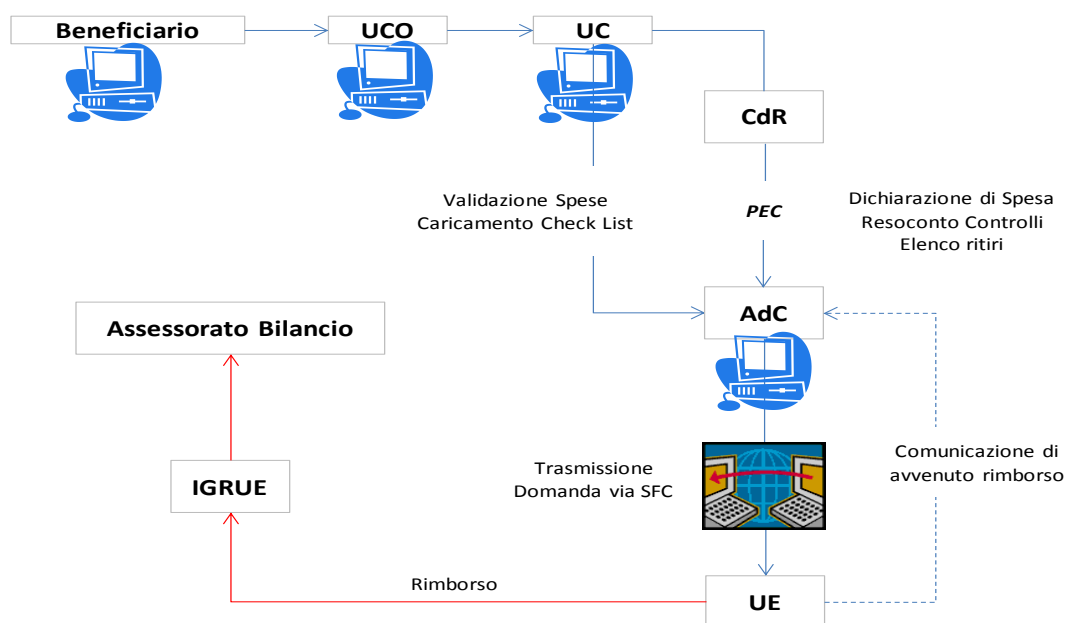 Beneficiario
UCO
UC
CdR
Validazione Spese
Caricamento Check List
PEC
Dichiarazione di Spesa
Resoconto Controlli
Elenco ritiri
Assessorato Bilancio
AdC
IGRUE
Trasmissione
Domanda via SFC
Comunicazione di
avvenuto rimborso
Rimborso
UE